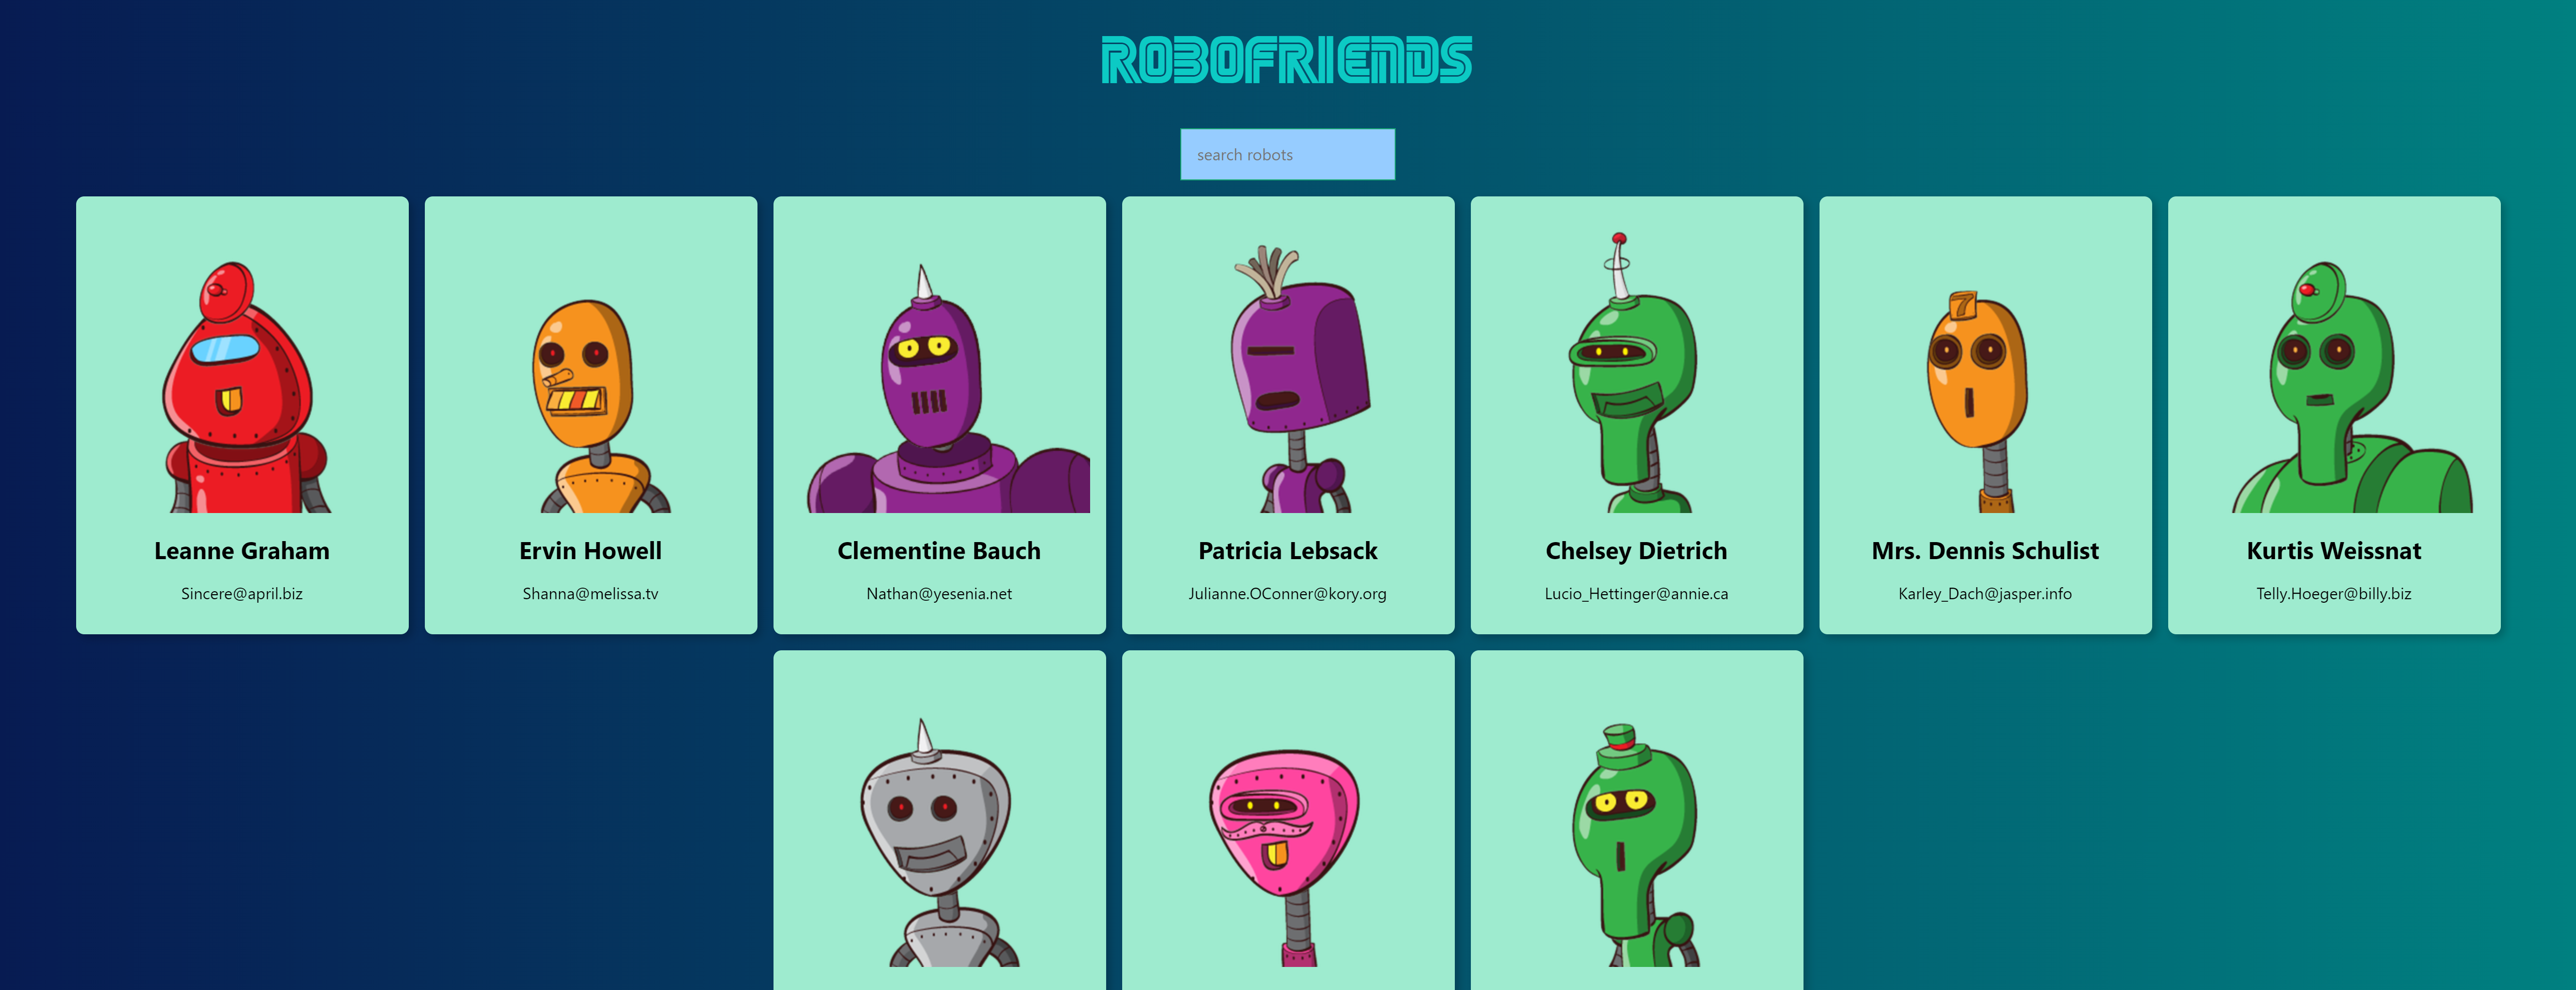 ROBOFRIENDS
search robots
7
Leanne Graham
Ervin Howell
Clementine Bauch
Patricia Lebsack
Chelsey Dietrich
Mrs. Dennis Schulist
Kurtis Weissnat
Sincere@april.biz
Shanna@melissa.tv
Nathan@yesenia.net
Julianne.OConner@kory.org
Lucio_Hettinger@annie.ca
Karley_Dach@jasper.info
Telly.Hoeger@billy.biz